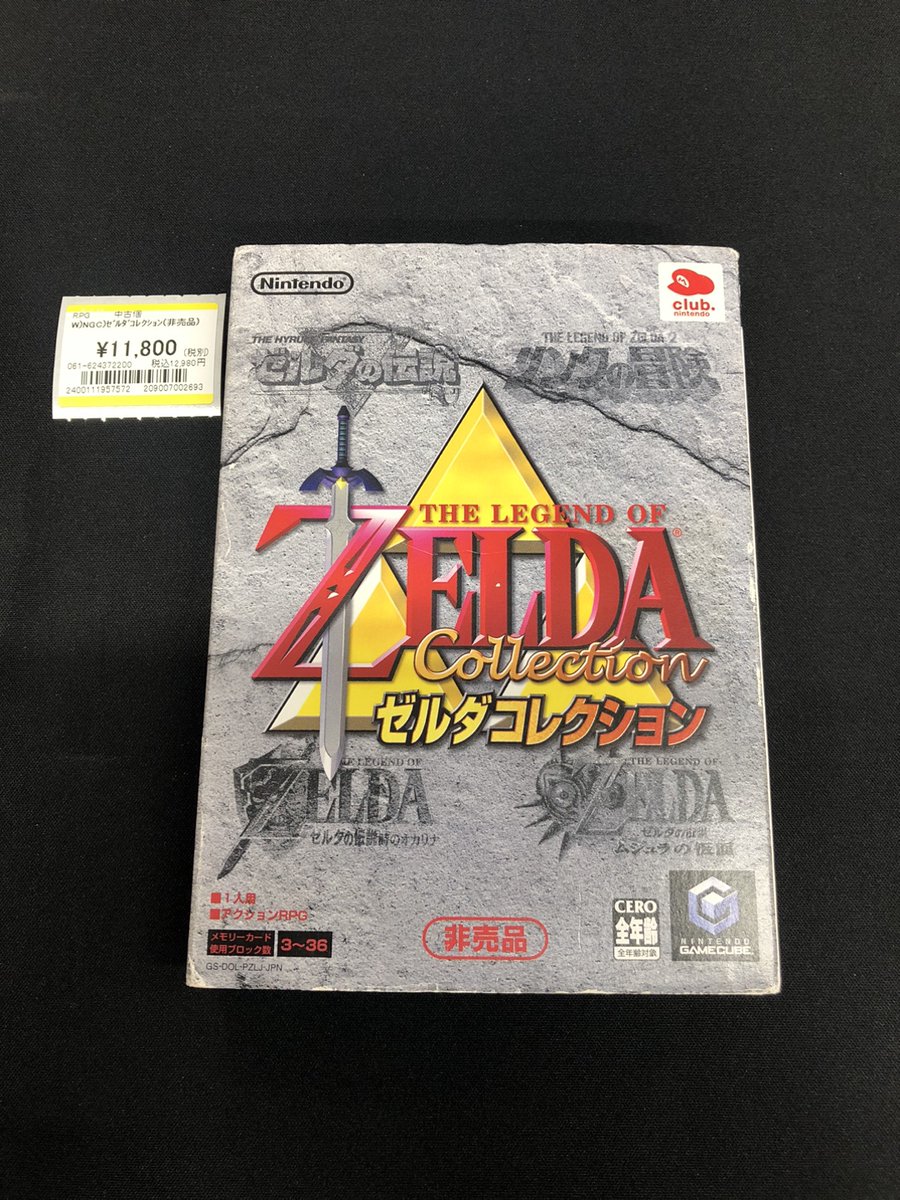 RPG 中古価
W)NGC)ｾﾞﾙﾀﾞｺﾚｸｼｮﾝ(非売品)
¥11,800 (税別)
061-624372200 税込12,980円
2400111957572 209007002693
Nintendo
club.
nintendo
THE HYRULE FANTASY
ゼルダの伝説
THE LEGEND OF ZELDA 2
リンクの冒険
THE LEGEND OF
ZELDA®
Collection
ゼルダコレクション
THE LEGEND OF
ZELDA
ゼルダの伝説 時のオカリナ
THE LEGEND OF
ZELDA
ゼルダの伝説
ムジュラの仮面
■1人用
■アクションRPG
メモリーカード
使用ブロック数
3～36
GS-DOL-PZLJ-JPN
非売品
CERO
全年齢
全年齢対象
NINTENDO
GAMECUBE